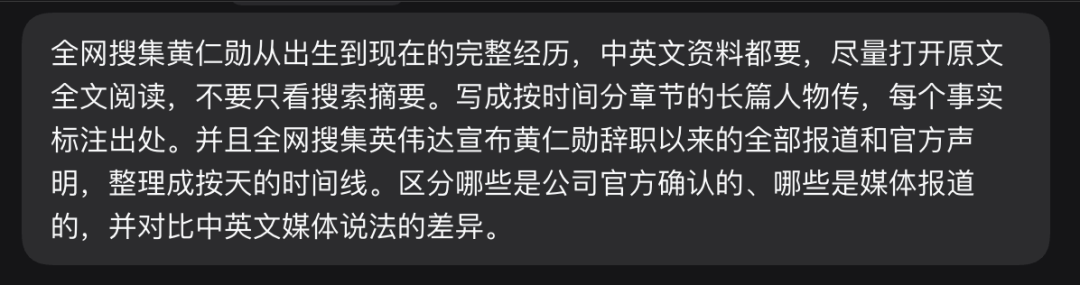 全网搜集黄仁勋从出生到现在的完整经历，中英文资料都要，尽量打开原文
全文阅读，不要只看搜索摘要。写成按时间分章节的长篇人物传，每个事实
标注出处。并且全网搜集英伟达宣布黄仁勋辞职以来的全部报道和官方声
明，整理成按天的时间线。区分哪些是公司官方确认的、哪些是媒体报道
的，并对比中英文媒体说法的差异。